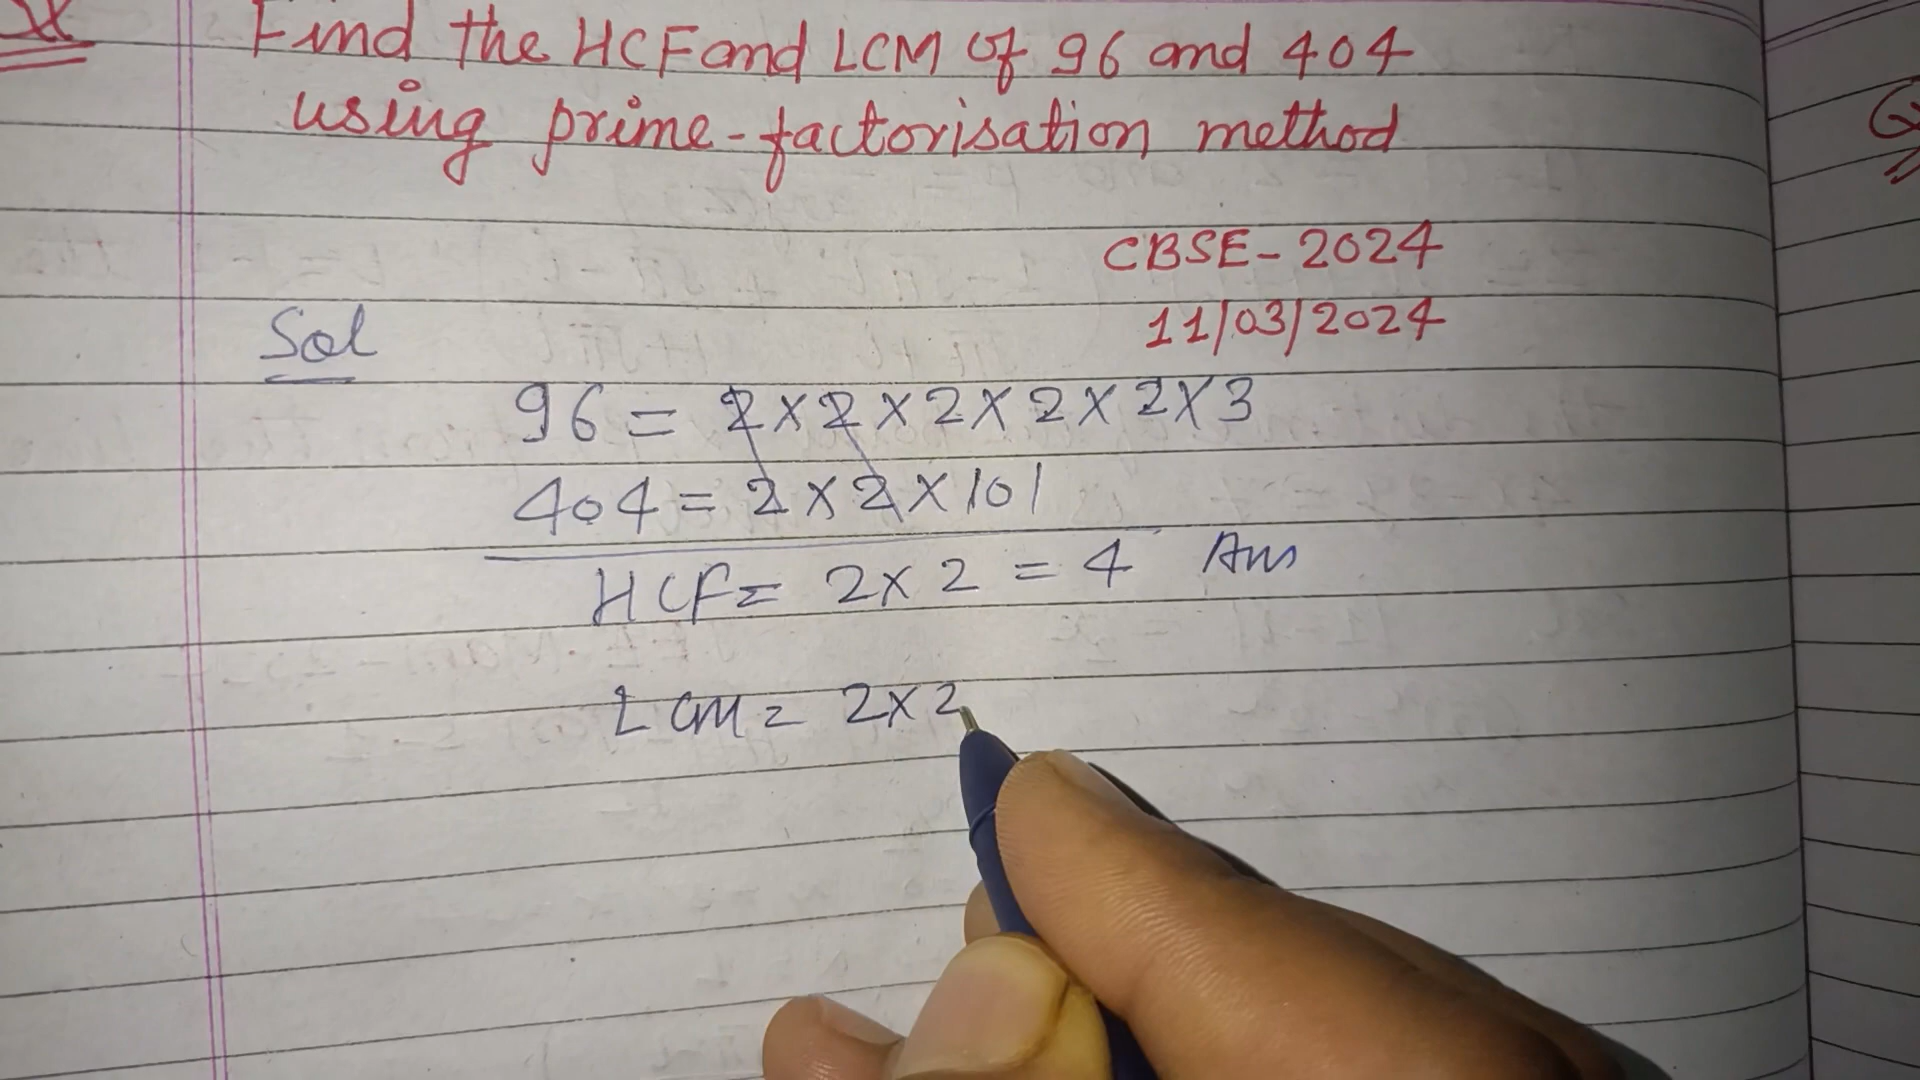 Find the HCF and LCM of 96 and 404
using prime-factorisation method
CBSE-2024
11/03/2024
Sol
96 = 2×2×2×2×2×3
404 = 2×2×101
HCF = 2×2 = 4 Ans
LCM = 2×2